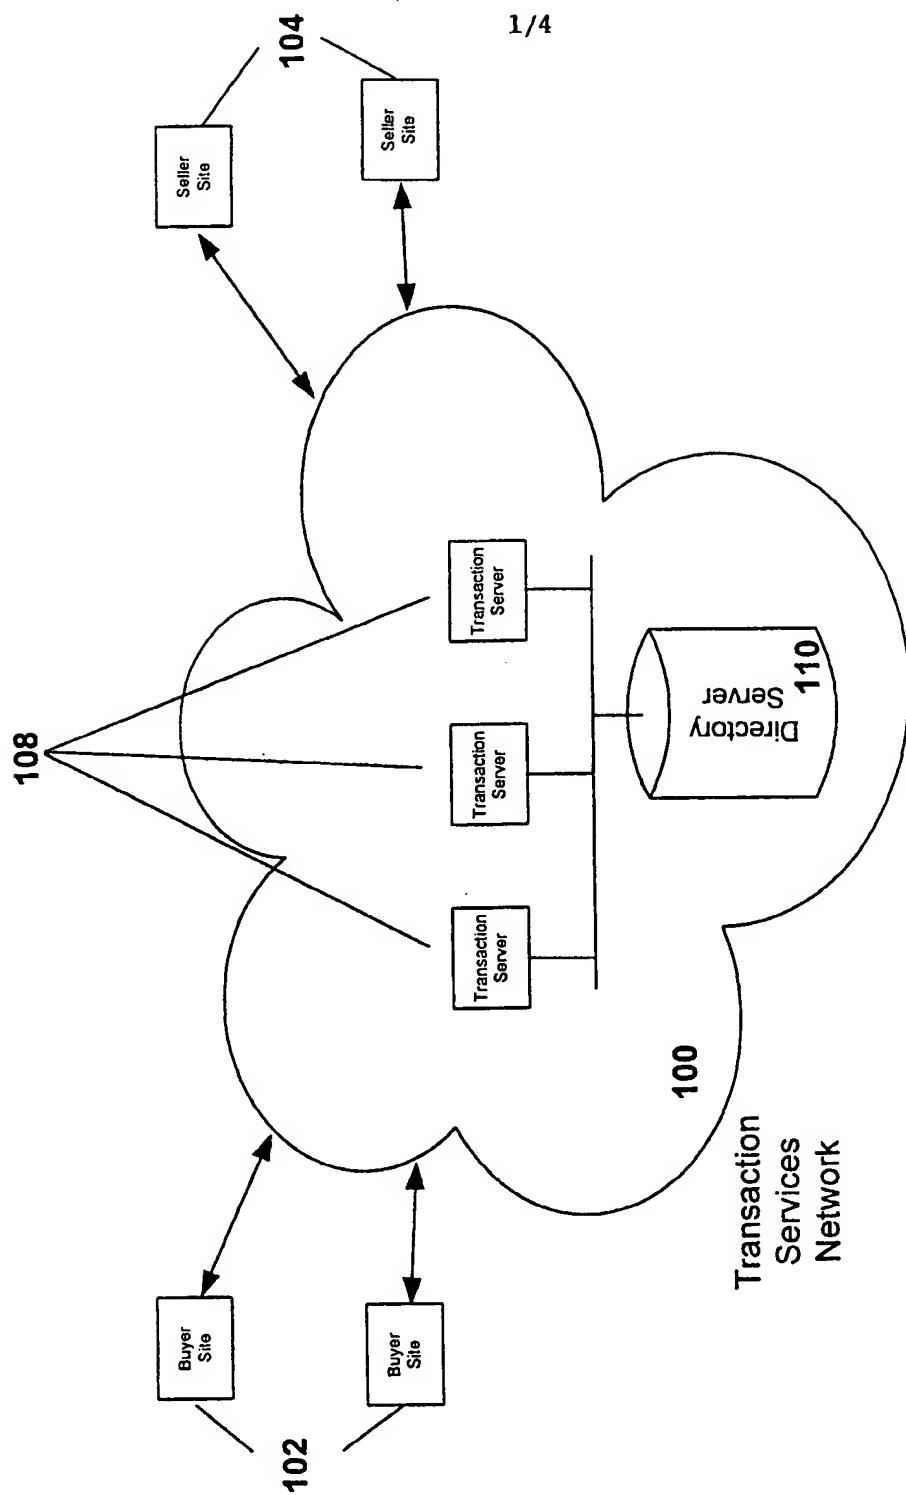 1/4
108
104
Buyer
Site
Buyer
Site
102
Seller
Site
Seller
Site
Transaction
Server
Transaction
Server
Transaction
Server
Directory
Server
110
100
Transaction
Services
Network